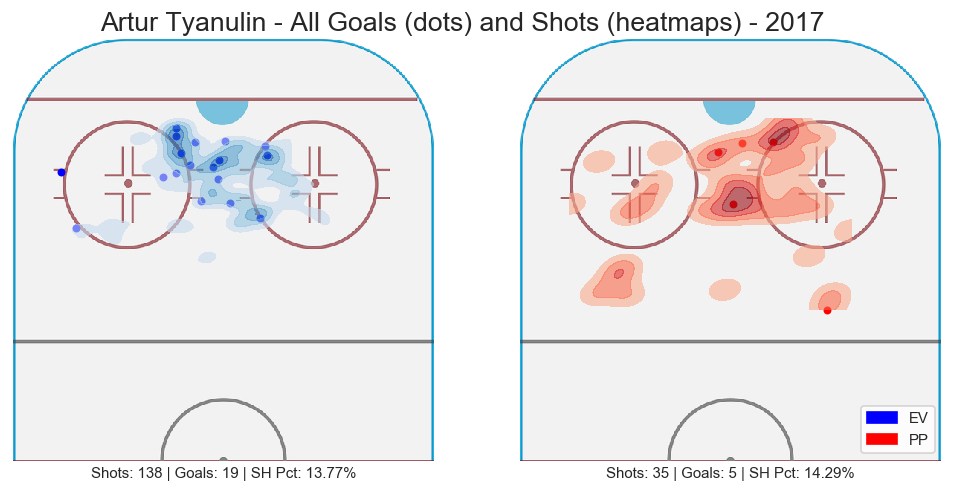 Artur Tyanulin - All Goals (dots) and Shots (heatmaps) - 2017
EV
PP
Shots: 138 | Goals: 19 | SH Pct: 13.77%
Shots: 35 | Goals: 5 | SH Pct: 14.29%